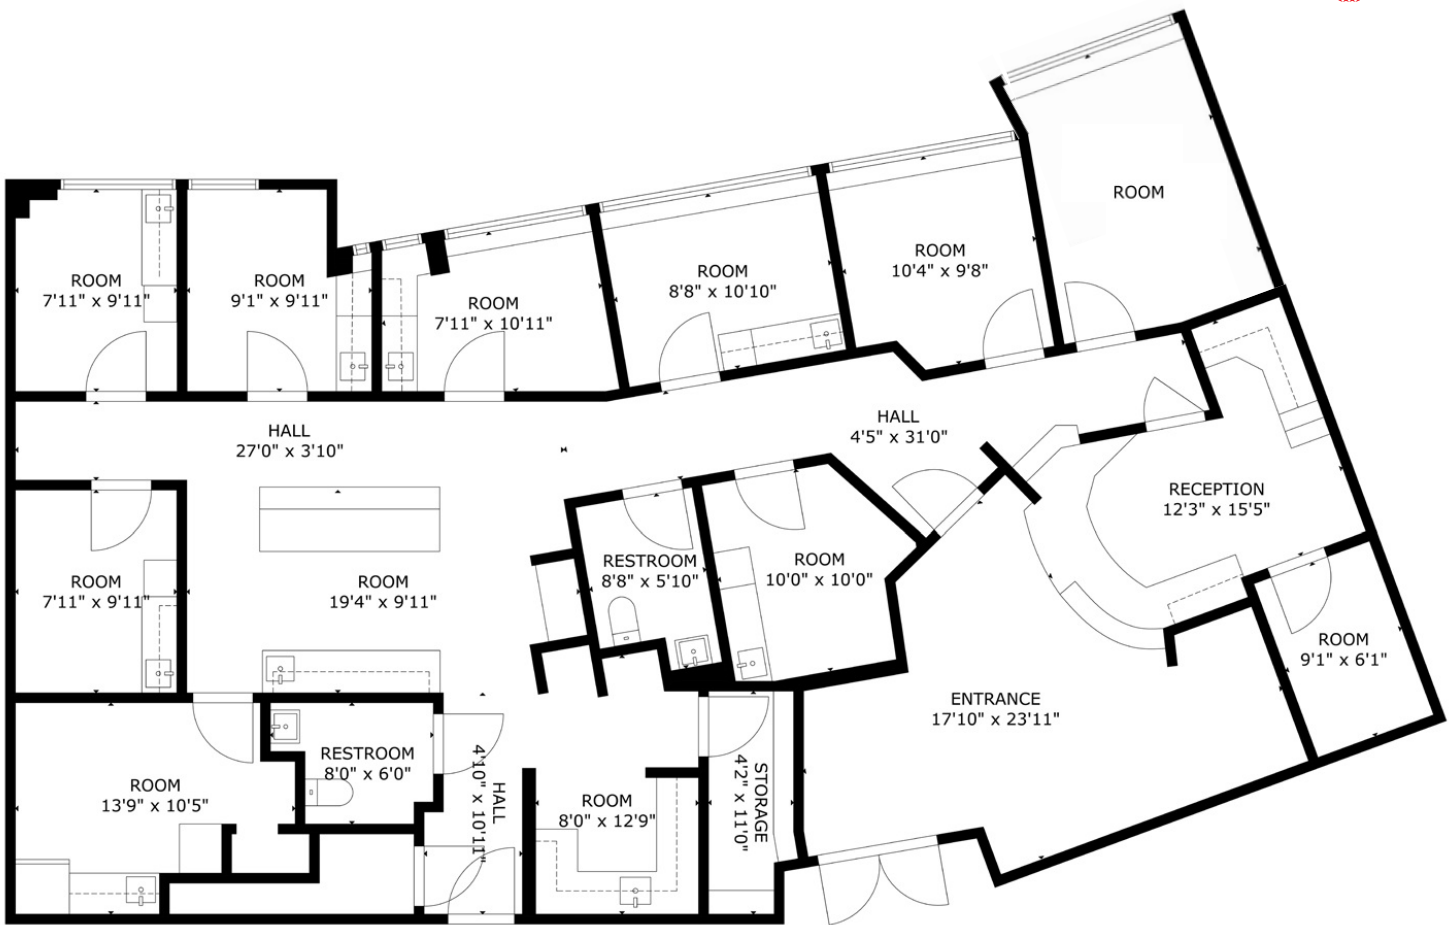 ROOM
ROOM
7'11" x 9'11"
ROOM
9'1" x 9'11"
ROOM
7'11" x 10'11"
ROOM
8'8" x 10'10"
ROOM
10'4" x 9'8"
HALL
27'0" x 3'10"
HALL
4'5" x 31'0"
RECEPTION
12'3" x 15'5"
ROOM
7'11" x 9'11"
ROOM
19'4" x 9'11"
RESTROOM
8'8" x 5'10"
ROOM
10'0" x 10'0"
ROOM
9'1" x 6'1"
ENTRANCE
17'10" x 23'11"
ROOM
13'9" x 10'5"
RESTROOM
8'0" x 6'0"
HALL
4'10" x 10'11"
ROOM
8'0" x 12'9"
STORAGE
4'2" x 11'0"